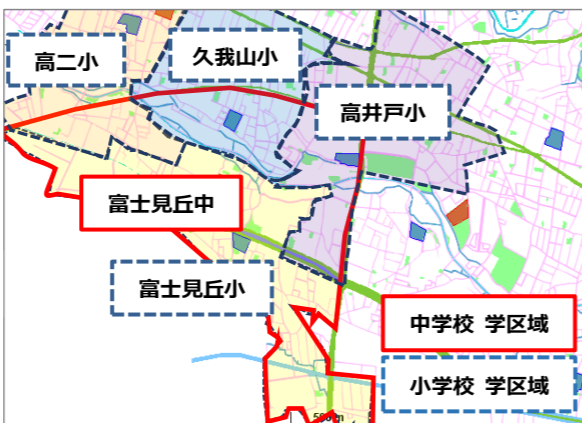 高二小
久我山小
高井戸小
富士見丘中
富士見丘小
中学校 学区域
小学校 学区域
500m